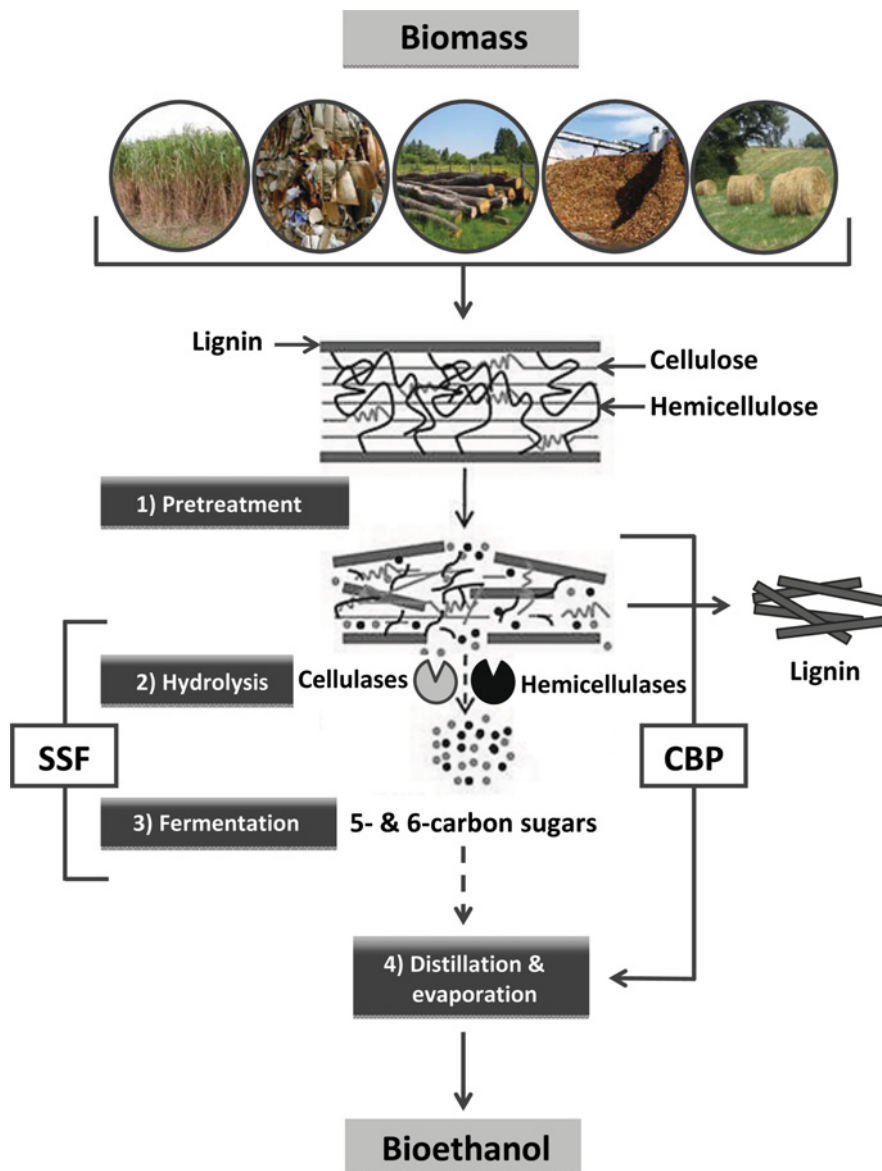 Biomass
Lignin
Cellulose
Hemicellulose
1) Pretreatment
Lignin
2) Hydrolysis
Cellulases
Hemicellulases
SSF
CBP
3) Fermentation
5- & 6-carbon sugars
4) Distillation &
evaporation
Bioethanol